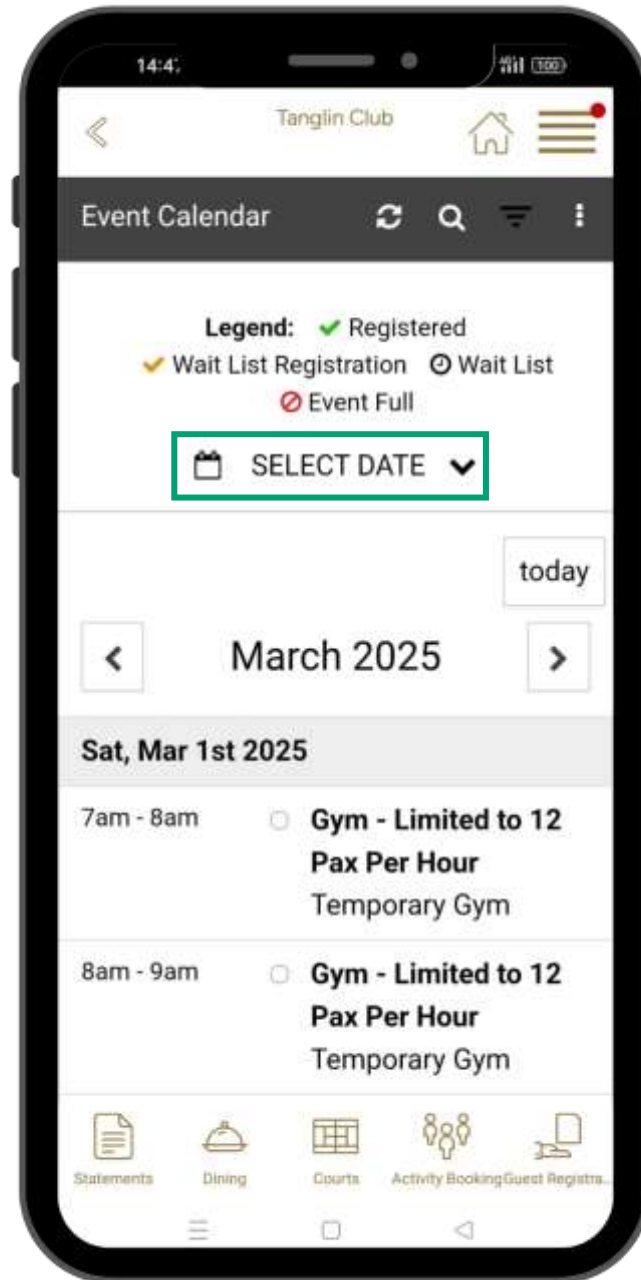 14:4
100
Tanglin Club
Event Calendar
Legend: Registered
Wait List Registration Wait List
Event Full
SELECT DATE
today
March 2025
Sat, Mar 1st 2025
7am - 8am Gym - Limited to 12
Pax Per Hour
Temporary Gym
8am - 9am Gym - Limited to 12
Pax Per Hour
Temporary Gym
Statements Dining Courts Activity Booking Guest Registra...